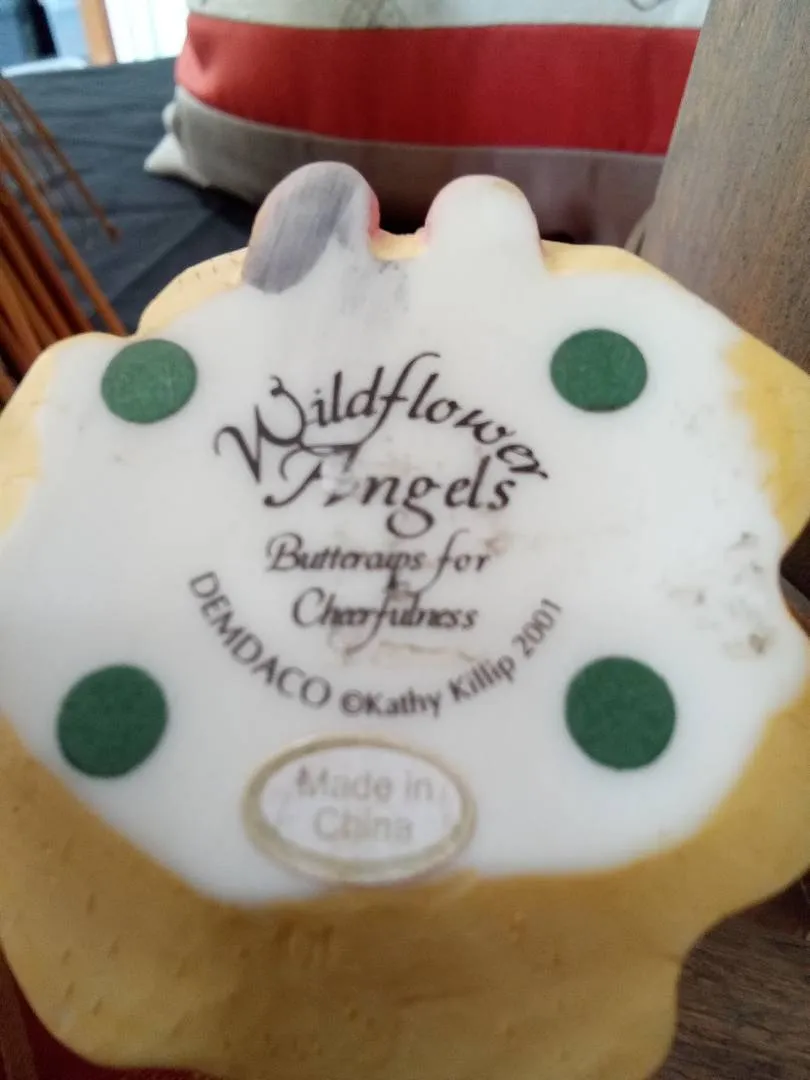 Wildflower
Angels
Buttercups for
Cheerfulness
DEMDACO ©Kathy Killip 2001
Made in
China